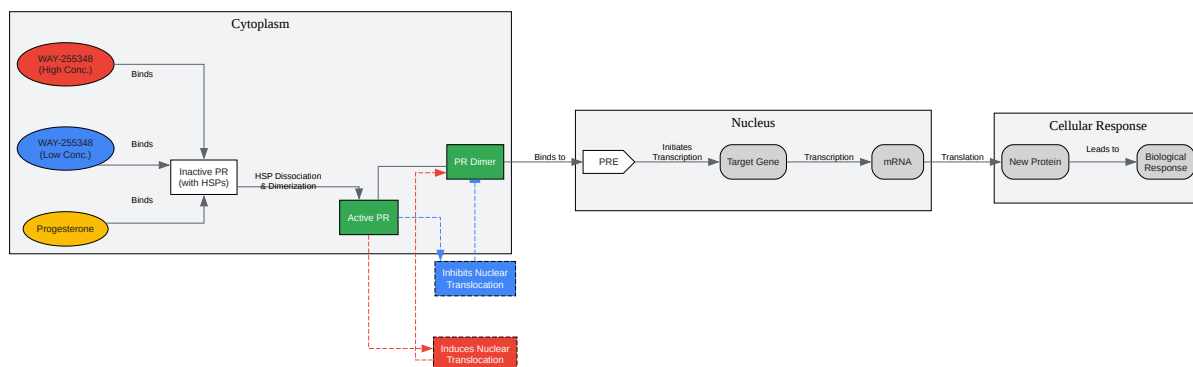 Cytoplasm
WAY-255348
(High Conc.)
Binds
WAY-255348
(Low Conc.)
Binds
Progesterone
Binds
Inactive PR
(with HSPs)
HSP Dissociation
& Dimerization
Active PR
PR Dimer
Inhibits Nuclear
Translocation
Induces Nuclear
Translocation
Binds to
Nucleus
PRE
Initiates
Transcription
Target Gene
Transcription
mRNA
Translation
Cellular Response
New Protein
Leads to
Biological
Response